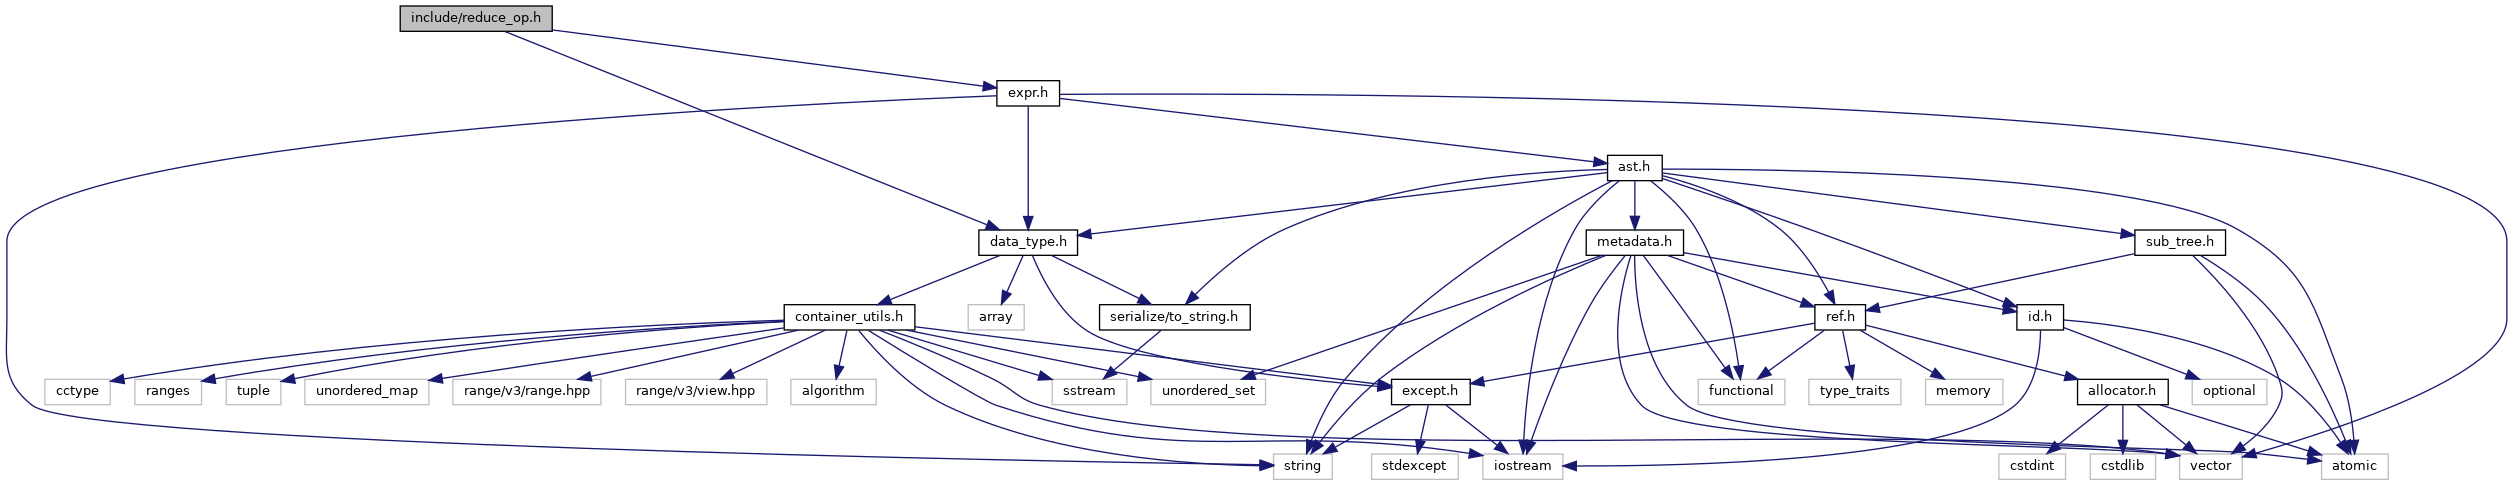 include/reduce_op.h
expr.h
ast.h
data_type.h
metadata.h
sub_tree.h
container_utils.h
array
serialize/to_string.h
ref.h
id.h
cctype
ranges
tuple
unordered_map
range/v3/range.hpp
range/v3/view.hpp
algorithm
sstream
unordered_set
except.h
functional
type_traits
memory
allocator.h
optional
string
stdexcept
iostream
cstdint
cstdlib
vector
atomic